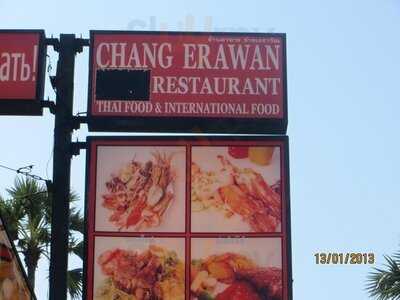 ать!
CHANG ERAWAN
RESTAURANT
THAI FOOD & INTERNATIONAL FOOD
13/01/2013